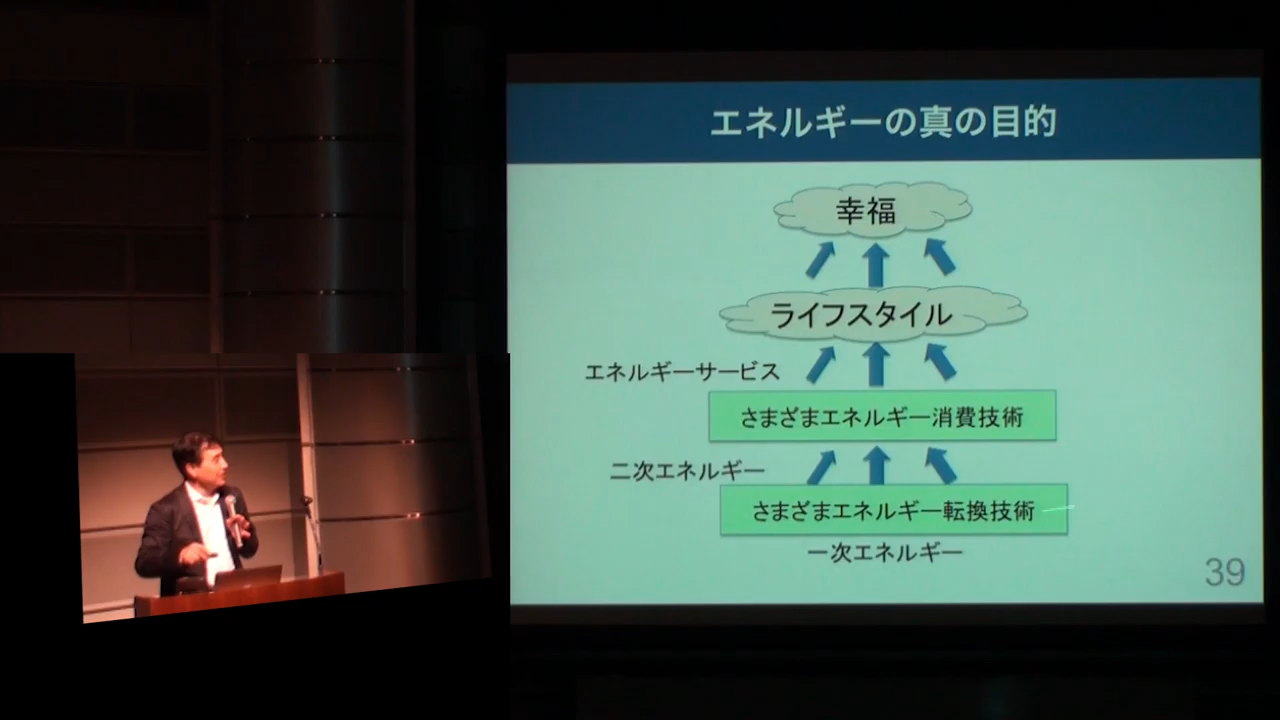 エネルギーの真の目的
幸福
ライフスタイル
エネルギーサービス
さまざまエネルギー消費技術
二次エネルギー
さまざまエネルギー転換技術
一次エネルギー
39